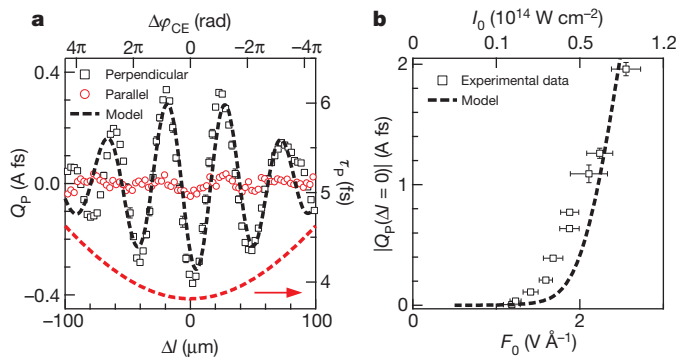 a
Δφ_CE (rad)
4π 2π 0 −2π −4π
0.4
0.0
−0.4
Q_P (A fs)
Perpendicular
Parallel
Model
6
5
4
τ_P (fs)
−100 0 100
Δl (μm)
b
I_0 (10^14 W cm^−2)
0 0.1 0.5 1.2
2
1
0
|Q_P(Δl = 0)| (A fs)
Experimental data
Model
0 2
F_0 (V Å^−1)